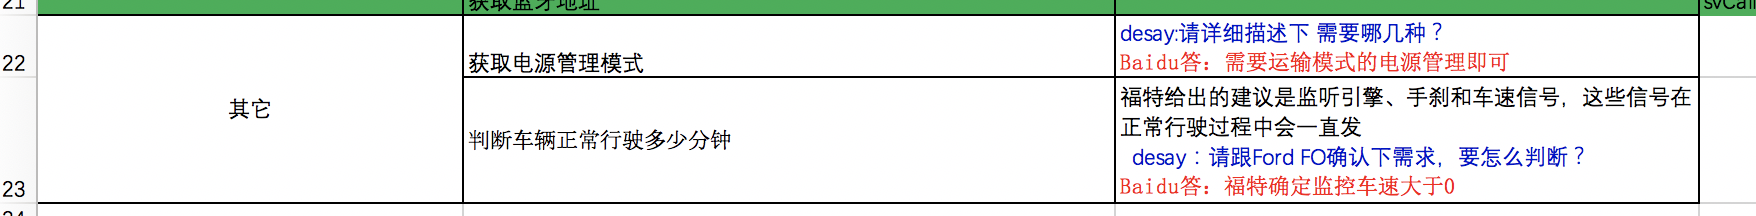 21
获取蓝牙地址
svCall
22
其它
获取电源管理模式
desay:请详细描述下 需要哪几种？
Baidu答：需要运输模式的电源管理即可
23
判断车辆正常行驶多少分钟
福特给出的建议是监听引擎、手刹和车速信号，这些信号在
正常行驶过程中会一直发
desay：请跟Ford FO确认下需求，要怎么判断？
Baidu答：福特确定监控车速大于0